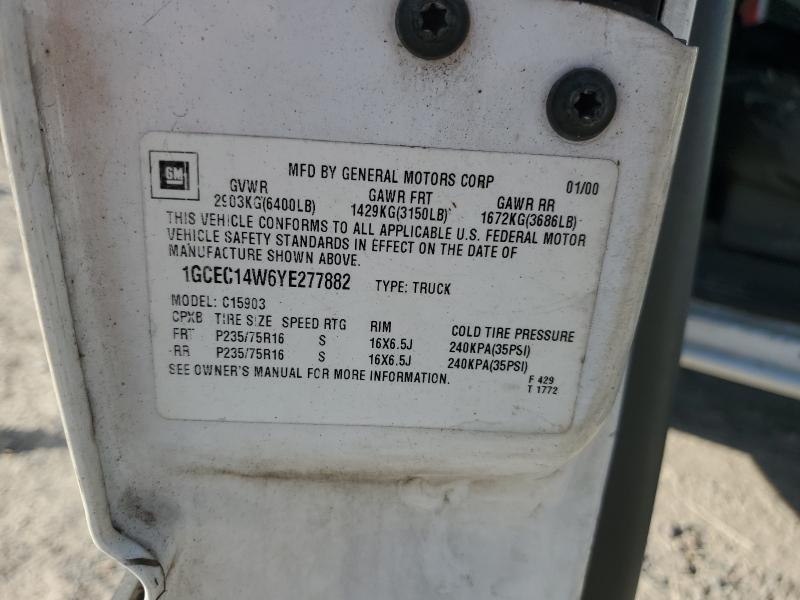 GM
MFD BY GENERAL MOTORS CORP 01/00
GVWR GAWR FRT GAWR RR
2903KG(6400LB) 1429KG(3150LB) 1672KG(3686LB)
THIS VEHICLE CONFORMS TO ALL APPLICABLE U.S. FEDERAL MOTOR
VEHICLE SAFETY STANDARDS IN EFFECT ON THE DATE OF
MANUFACTURE SHOWN ABOVE.
1GCEC14W6YE277882 TYPE: TRUCK
MODEL: C15903
CPXB TIRE SIZE SPEED RTG RIM COLD TIRE PRESSURE
FRT P235/75R16 S 16X6.5J 240KPA(35PSI)
RR P235/75R16 S 16X6.5J 240KPA(35PSI)
SEE OWNER'S MANUAL FOR MORE INFORMATION.
F 429
T 1772